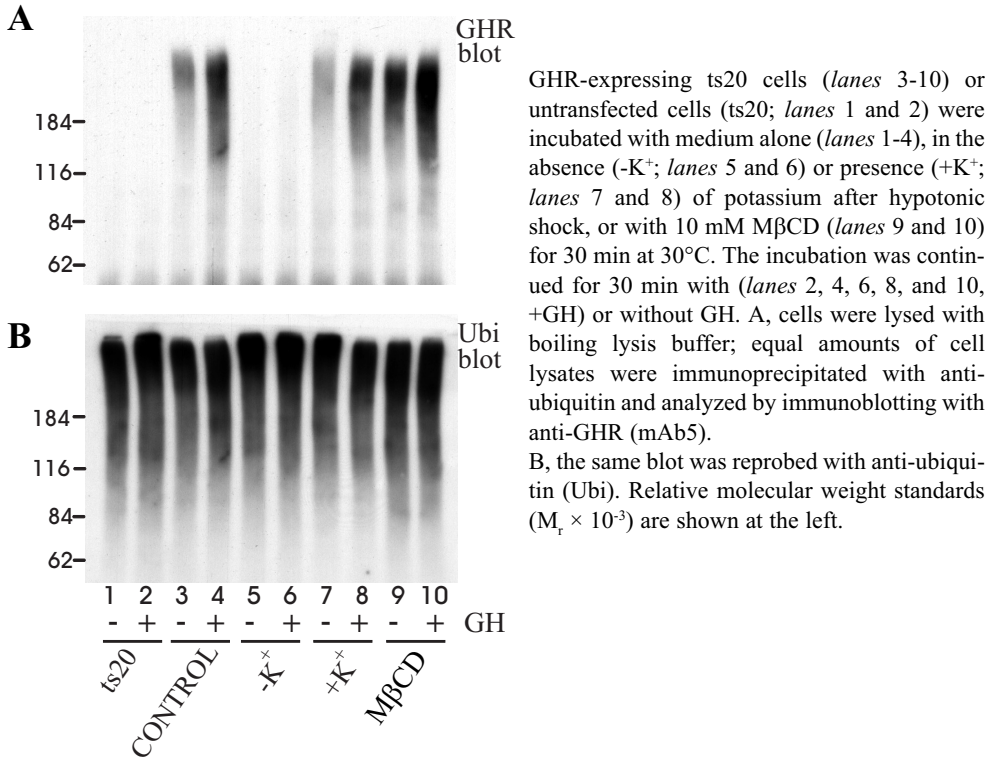 A
GHR
blot
184
116
84
62
B
Ubi
blot
184
116
84
62
1 2 3 4 5 6 7 8 9 10
- + - + - + - + - + GH
ts20 CONTROL -K⁺ +K⁺ MβCD
GHR-expressing ts20 cells (lanes 3-10) or
untransfected cells (ts20; lanes 1 and 2) were
incubated with medium alone (lanes 1-4), in the
absence (-K⁺; lanes 5 and 6) or presence (+K⁺;
lanes 7 and 8) of potassium after hypotonic
shock, or with 10 mM MβCD (lanes 9 and 10)
for 30 min at 30°C. The incubation was contin-
ued for 30 min with (lanes 2, 4, 6, 8, and 10,
+GH) or without GH. A, cells were lysed with
boiling lysis buffer; equal amounts of cell
lysates were immunoprecipitated with anti-
ubiquitin and analyzed by immunoblotting with
anti-GHR (mAb5).
B, the same blot was reprobed with anti-ubiqui-
tin (Ubi). Relative molecular weight standards
(Mᵣ × 10⁻³) are shown at the left.